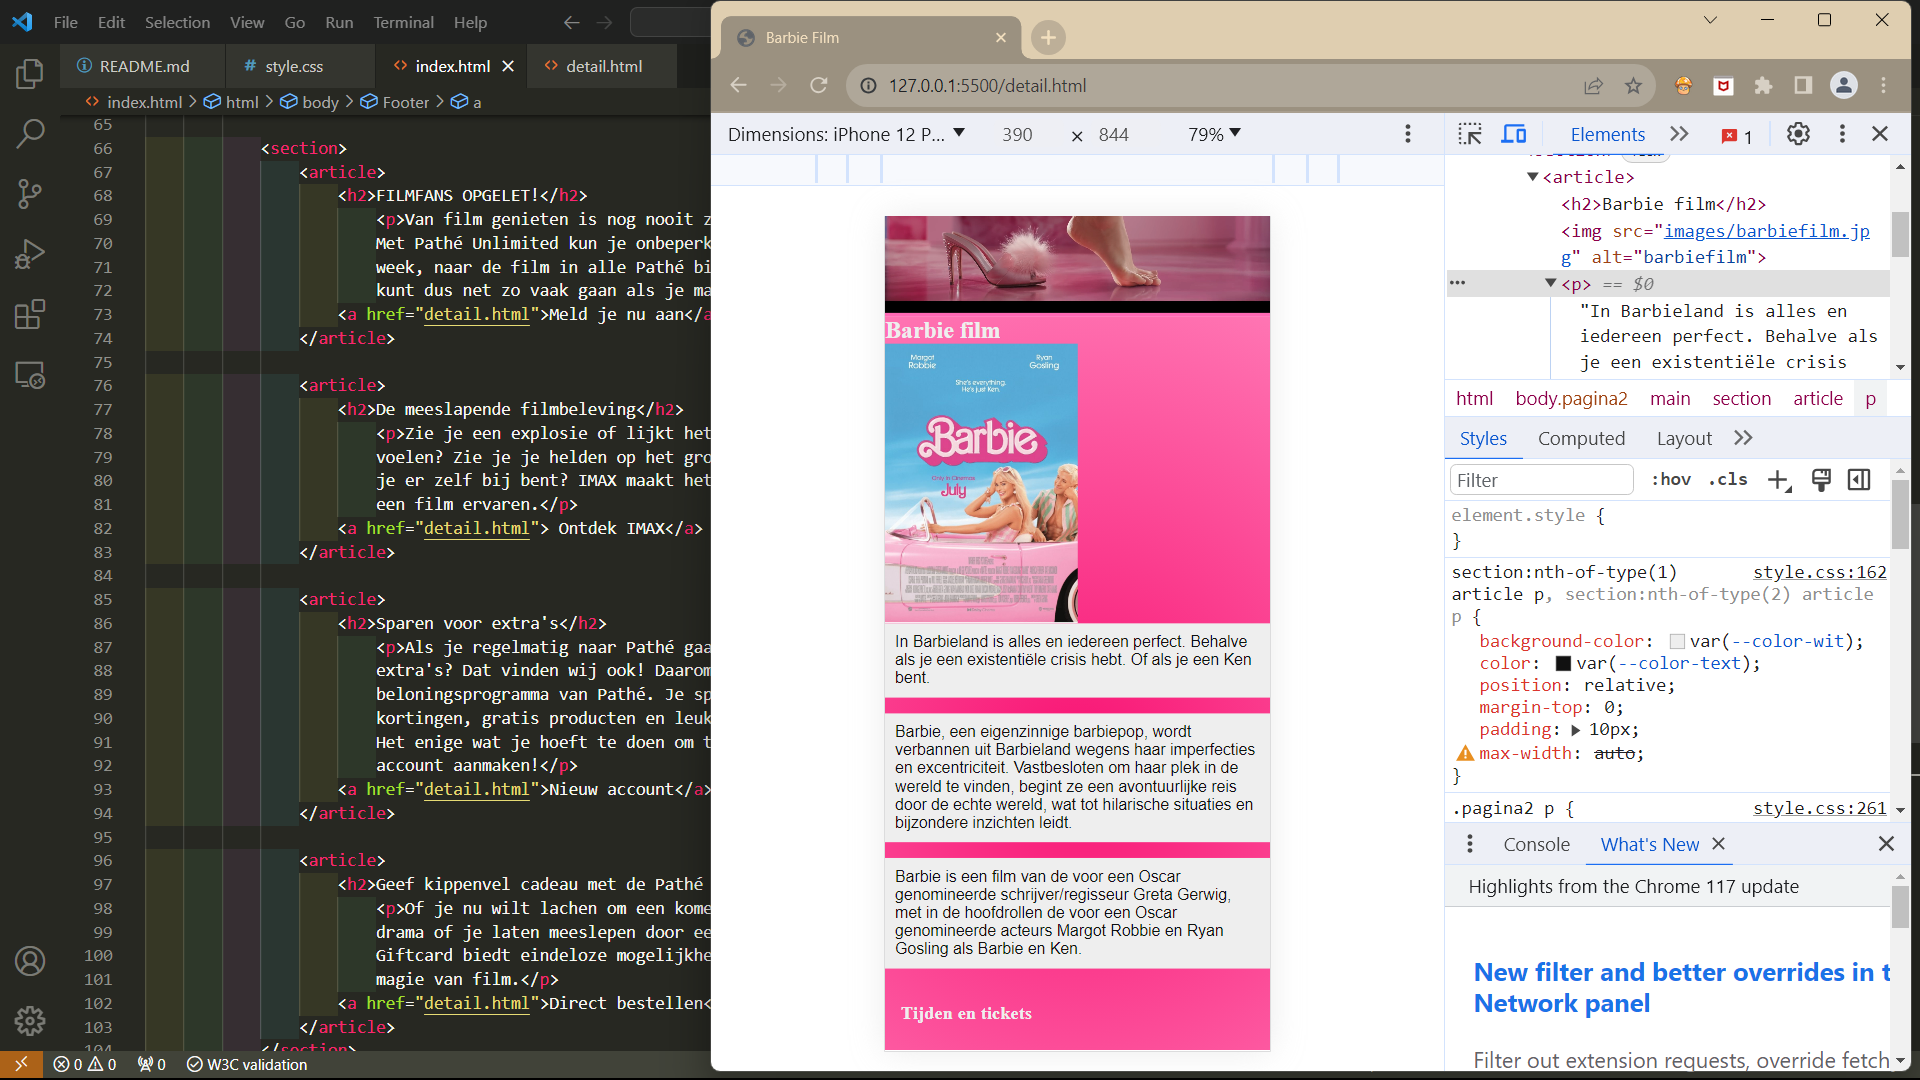 File Edit Selection View Go Run Terminal Help
README.md
style.css
index.html
detail.html
index.html > html > body > Footer > a
65
66 <section>
67 <article>
68 <h2>FILMFANS OPGELET!</h2>
69 <p>Van film genieten is nog nooit z
70 Met Pathé Unlimited kun je onbeperk
71 week, naar de film in alle Pathé bi
72 kunt dus net zo vaak gaan als je ma
73 <a href="detail.html">Meld je nu aan</a
74 </article>
75
76 <article>
77 <h2>De meeslapende filmbeleving</h2>
78 <p>Zie je een explosie of lijkt het
79 voelen? Zie je je helden op het gro
80 je er zelf bij bent? IMAX maakt het
81 een film ervaren.</p>
82 <a href="detail.html"> Ontdek IMAX</a>
83 </article>
84
85 <article>
86 <h2>Sparen voor extra's</h2>
87 <p>Als je regelmatig naar Pathé gaa
88 extra's? Dat vinden wij ook! Daarom
89 beloningsprogramma van Pathé. Je sp
90 kortingen, gratis producten en leuk
91 Het enige wat je hoeft te doen om t
92 account aanmaken!</p>
93 <a href="detail.html">Nieuw account</a>
94 </article>
95
96 <article>
97 <h2>Geef kippenvel cadeau met de Pathé
98 <p>Of je nu wilt lachen om een kome
99 drama of je laten meeslepen door ee
100 Giftcard biedt eindeloze mogelijkhe
101 magie van film.</p>
102 <a href="detail.html">Direct bestellen<
103 </article>
104 </section>
0 0 0 W3C validation
Barbie Film
127.0.0.1:5500/detail.html
Dimensions: iPhone 12 P... 390 × 844 79%
Barbie film
Margot Robbie
Ryan Gosling
She's everything.
He's just Ken.
Barbie
Only in Cinemas
July
In Barbieland is alles en iedereen perfect. Behalve
als je een existentiële crisis hebt. Of als je een Ken
bent.
Barbie, een eigenzinnige barbiepop, wordt
verbannen uit Barbieland wegens haar imperfecties
en excentriciteit. Vastbesloten om haar plek in de
wereld te vinden, begint ze een avontuurlijke reis
door de echte wereld, wat tot hilarische situaties en
bijzondere inzichten leidt.
Barbie is een film van de voor een Oscar
genomineerde schrijver/regisseur Greta Gerwig,
met in de hoofdrollen de voor een Oscar
genomineerde acteurs Margot Robbie en Ryan
Gosling als Barbie en Ken.
Tijden en tickets
Elements 1
<article>
<h2>Barbie film</h2>
<img src="images/barbiefilm.jp
g" alt="barbiefilm">
<p> == $0
"In Barbieland is alles en
iedereen perfect. Behalve als
je een existentiële crisis
html body.pagina2 main section article p
Styles Computed Layout
Filter :hov .cls
element.style {
}
section:nth-of-type(1) style.css:162
article p, section:nth-of-type(2) article
p {
background-color: var(--color-wit);
color: var(--color-text);
position: relative;
margin-top: 0;
padding: 10px;
max-width: auto;
}
.pagina2 p { style.css:261
Console What's New
Highlights from the Chrome 117 update
New filter and better overrides in t
Network panel
Filter out extension requests, override fetch